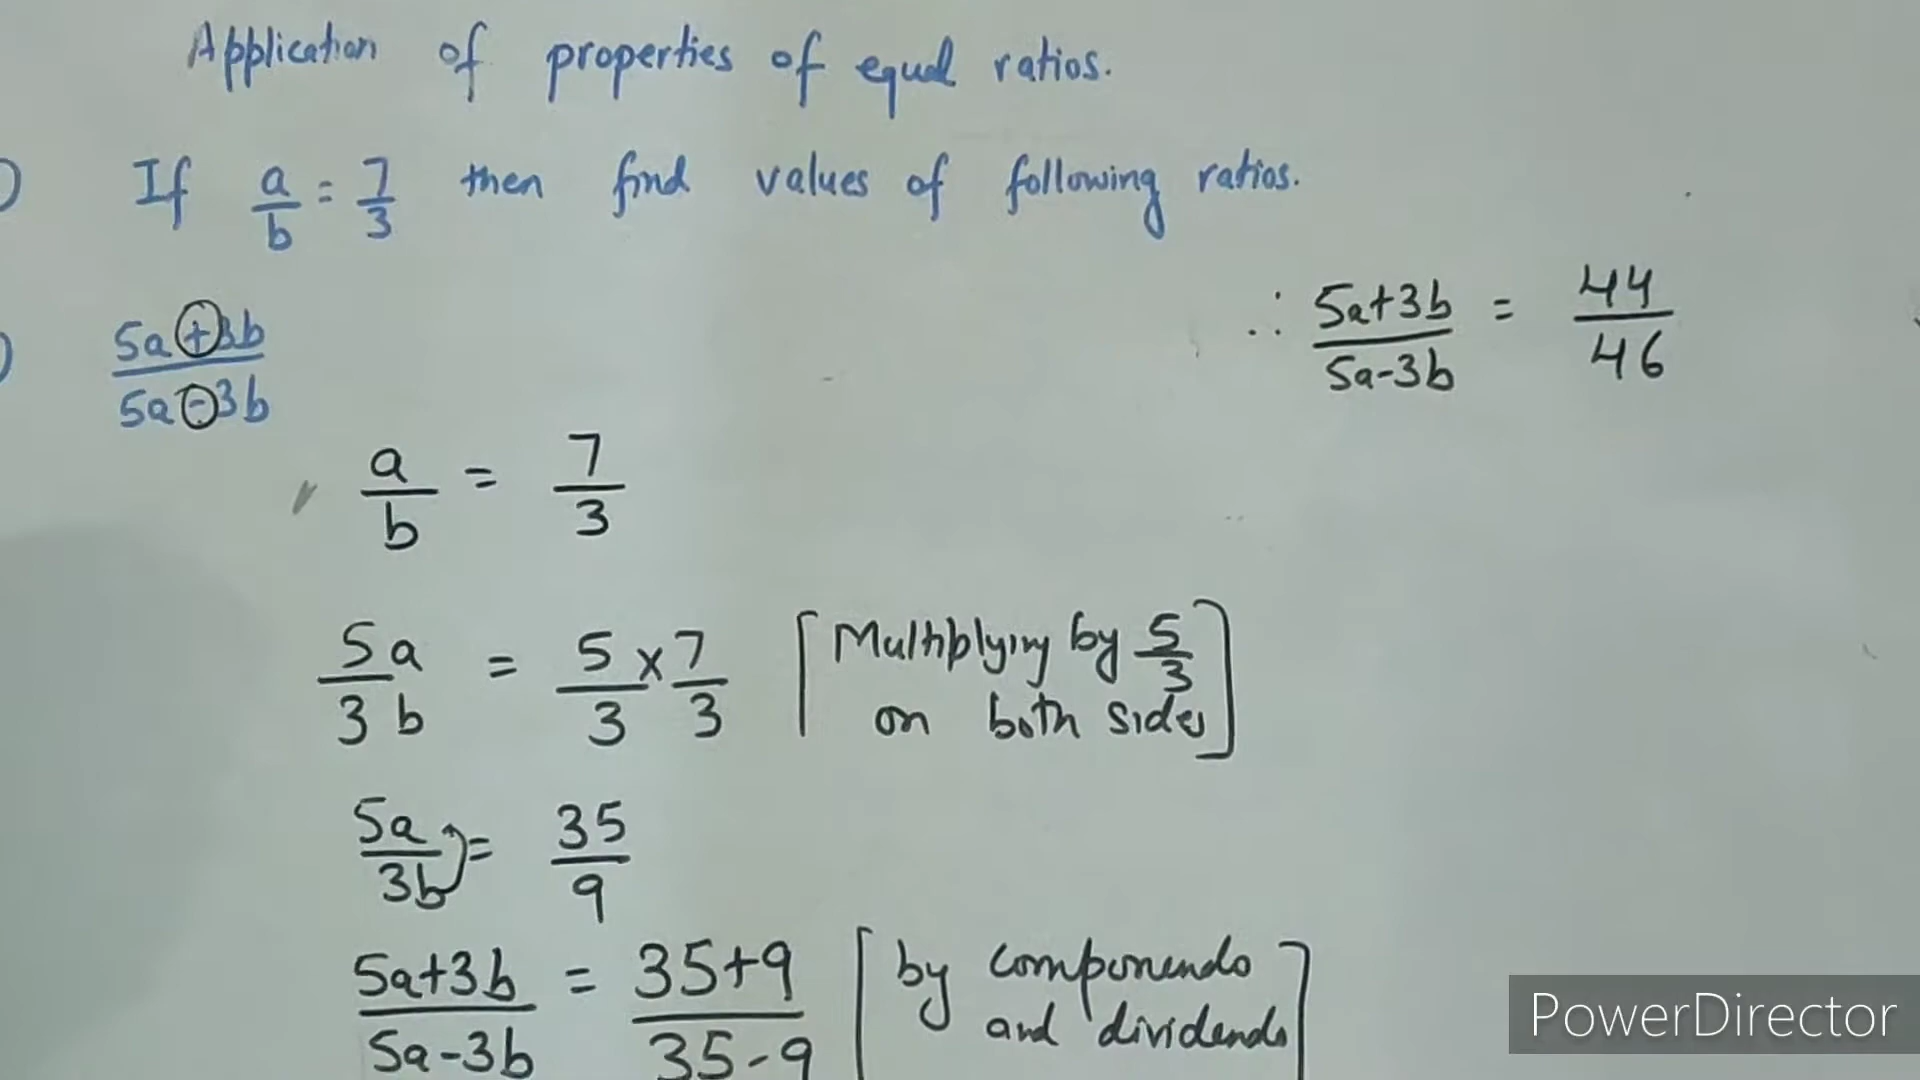 Application of properties of equal ratios.
) If a/b = 7/3 then find values of following ratios.
) 5a+3b / 5a-3b
a/b = 7/3
5a/3b = 5/3 x 7/3 [Multiplying by 5/3 on both sides]
5a/3b = 35/9
5a+3b / 5a-3b = 35+9 / 35-9 [by componendo and dividendo]
∴ 5a+3b / 5a-3b = 44/46
PowerDirector